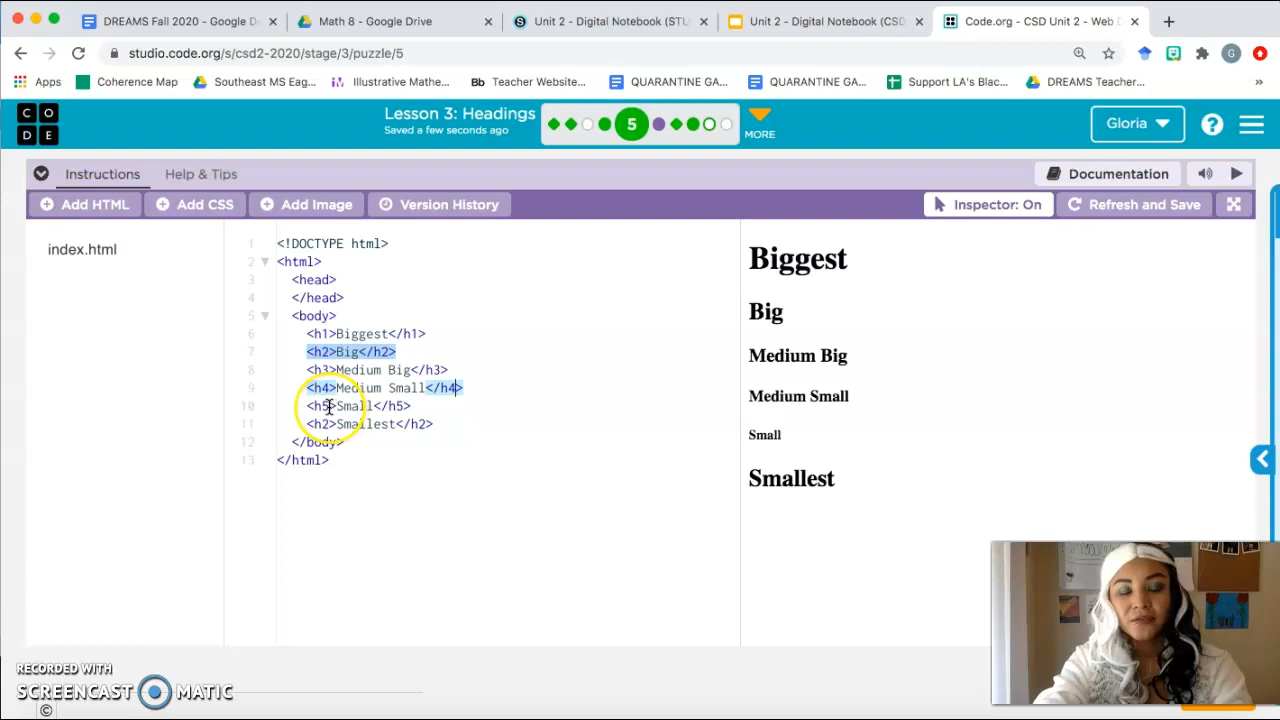 DREAMS Fall 2020 - Google D
Math 8 - Google Drive
Unit 2 - Digital Notebook (STU
Unit 2 - Digital Notebook (CSD
Code.org - CSD Unit 2 - Web D
studio.code.org/s/csd2-2020/stage/3/puzzle/5
G
Apps
Coherence Map
Southeast MS Eag...
Illustrative Mathe...
Bb Teacher Website...
QUARANTINE GA...
QUARANTINE GA...
Support LA's Blac...
DREAMS Teacher...
»
C O
D E
Lesson 3: Headings
Saved a few seconds ago
5
MORE
Gloria
?
Instructions
Help & Tips
Documentation
Add HTML
Add CSS
Add Image
Version History
Inspector: On
Refresh and Save
index.html
1 <!DOCTYPE html>
2 <html>
3 <head>
4 </head>
5 <body>
6 <h1>Biggest</h1>
7 <h2>Big</h2>
8 <h3>Medium Big</h3>
9 <h4>Medium Small</h4>
10 <h5>Small</h5>
11 <h2>Smallest</h2>
12 </body>
13 </html>
Biggest
Big
Medium Big
Medium Small
Small
Smallest
RECORDED WITH
SCREENCAST MATIC
©